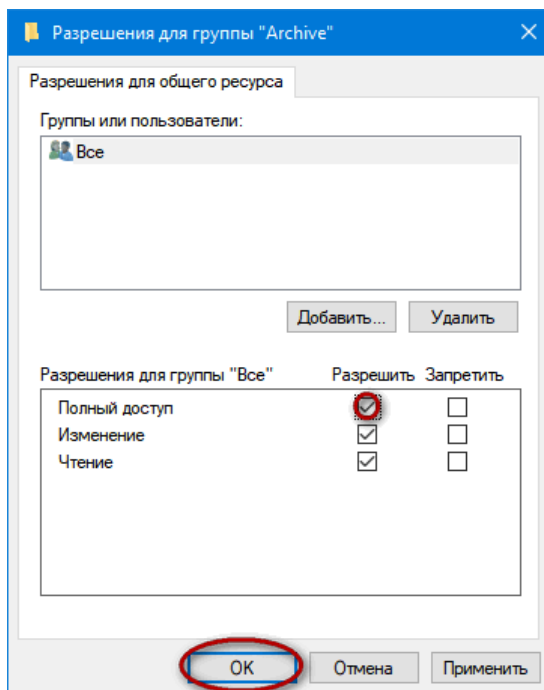 Разрешения для группы "Archive"
Разрешения для общего ресурса
Группы или пользователи:
Все
Добавить... Удалить
Разрешения для группы "Все" Разрешить Запретить
Полный доступ
Изменение
Чтение
ОК Отмена Применить